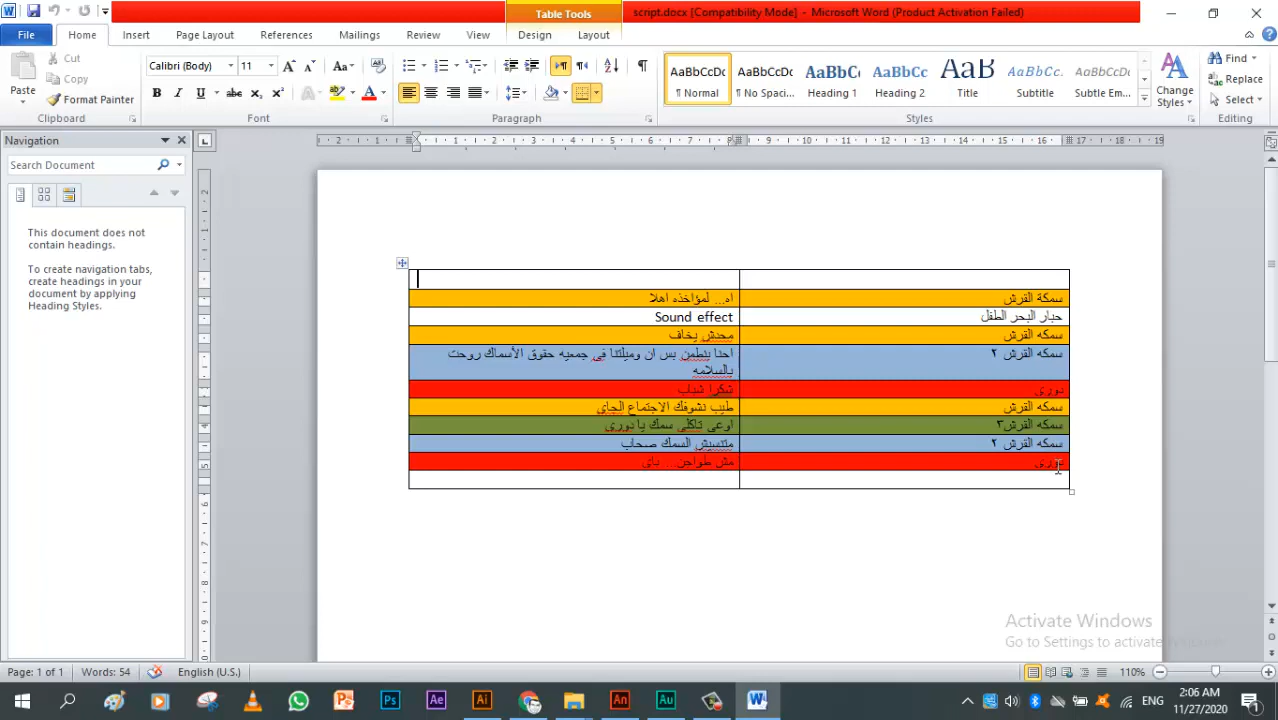 Table Tools
script.docx [Compatibility Mode] - Microsoft Word (Product Activation Failed)
File Home Insert Page Layout References Mailings Review View Design Layout
Cut
Copy
Format Painter
Paste
Calibri (Body) 11
Change Styles
Find
Replace
Select
AaBbCcDc AaBbCcDc AaBbCc AaBbCc AaB AaBbCc. AaBbCcDc
¶ Normal ¶ No Spaci... Heading 1 Heading 2 Title Subtitle Subtle Em...
Clipboard Font Paragraph Styles Editing
Navigation
Search Document
This document does not
contain headings.
To create navigation tabs,
create headings in your
document by applying
Heading Styles.
سمكة القرش اه... لمؤاخذه اهلا
حبار البحر الطفل Sound effect
سمكه القرش محدش يخاف
سمكه القرش ٢ احنا بنطمن بس ان وميلتنا فى جمعيه حقوق الأسماك روحت
بالسلامه
دورى شكرا شباب
سمكه القرش طيب نشوفك الاجتماع الجاى
سمكه القرش٣ اوعى تاكلى سمك يا دورى
سمكه القرش ٢ متنسيش السمك صحاب
دورى مش طواجن... باى
Activate Windows
Go to Settings to activate Windows.
Page: 1 of 1 Words: 54 English (U.S.) 110%
ENG
2:06 AM
11/27/2020